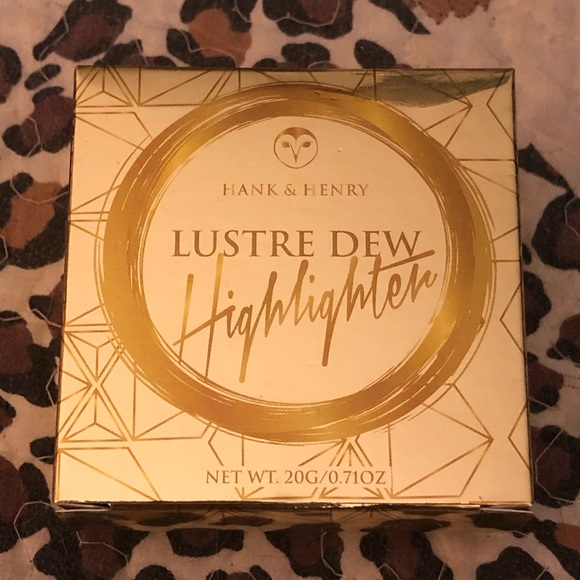 HANK & HENRY
LUSTRE DEW
Highlighter
NET WT. 20G/0.71OZ